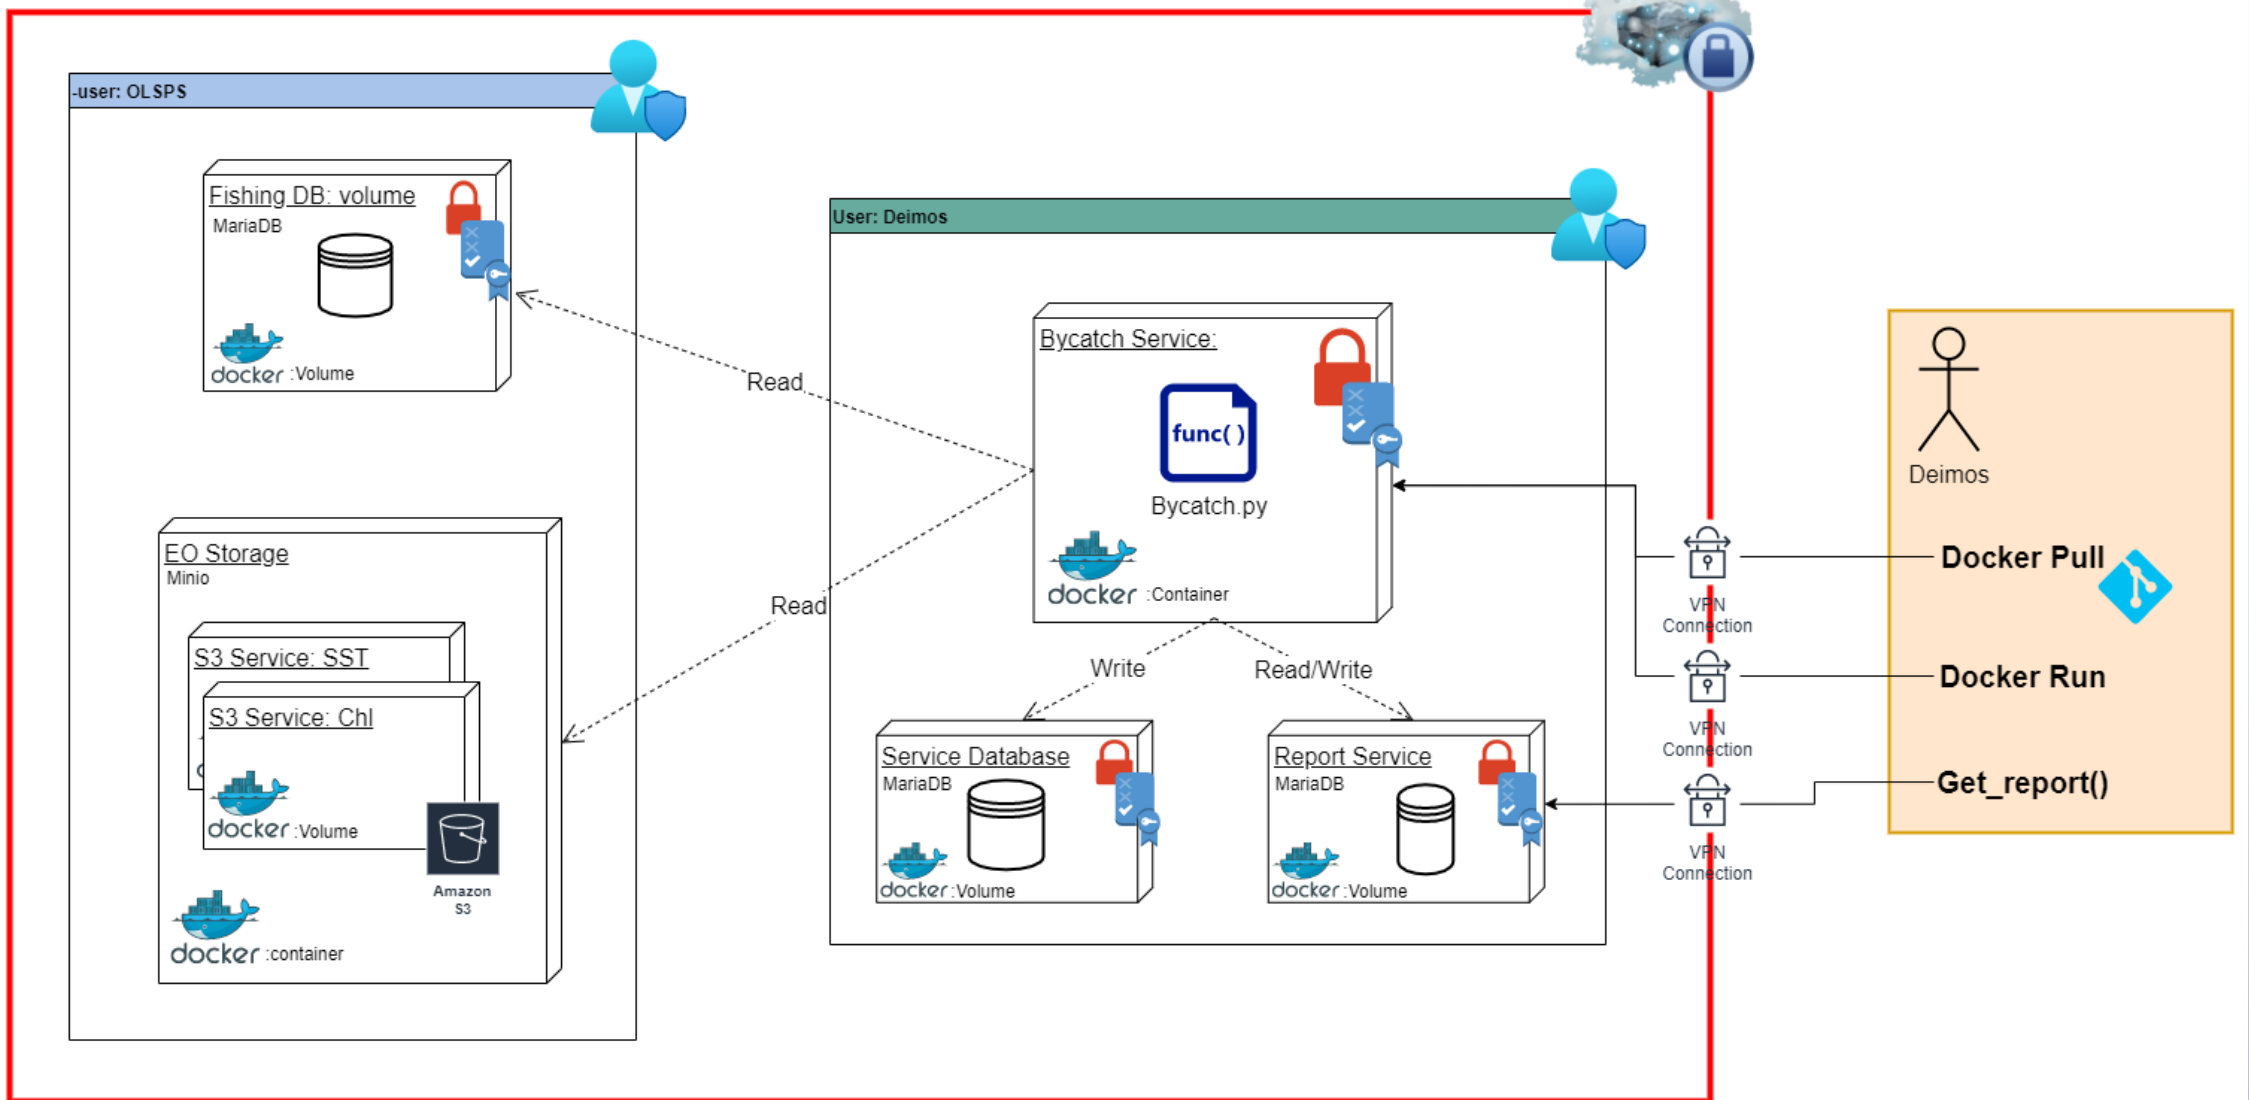 -user: OLSPS
Fishing DB: volume
MariaDB
docker :Volume
EO Storage
Minio
S3 Service: SST
S3 Service: Chl
docker :Volume
Amazon
S3
docker :container
Read
Read
User: Deimos
Bycatch Service:
func( )
Bycatch.py
docker :Container
Write
Read/Write
Service Database
MariaDB
docker :Volume
Report Service
MariaDB
docker :Volume
VPN
Connection
VPN
Connection
VPN
Connection
Deimos
Docker Pull
Docker Run
Get_report()